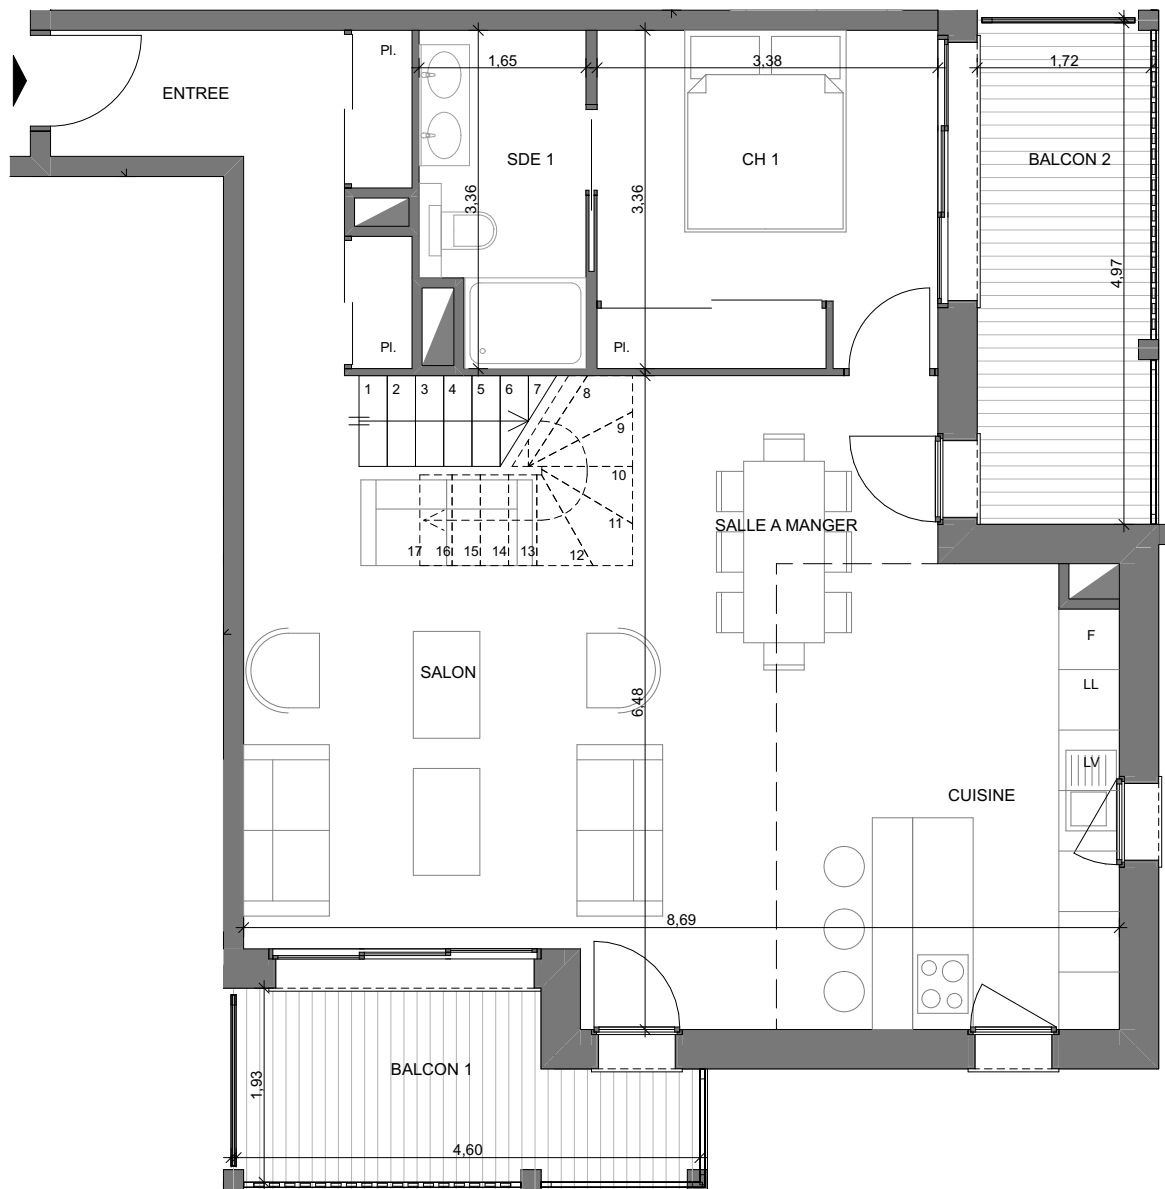 Pl.
1,65
3,38
1,72
ENTREE
SDE 1
CH 1
BALCON 2
3,36
3,36
4,97
Pl.
Pl.
1
2
3
4
5
6
7
8
9
10
11
12
13
14
15
16
17
SALLE A MANGER
F
SALON
LL
6,48
LV
CUISINE
8,69
BALCON 1
1,93
4,60